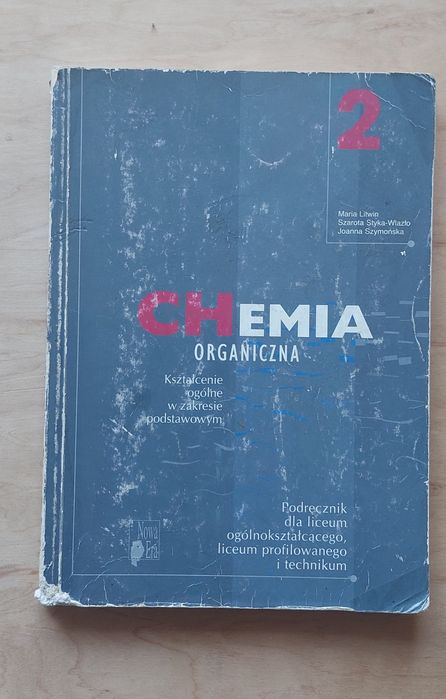 2
Maria Litwin
Szarota Styka-Wlazło
Joanna Szymońska
CHEMIA
ORGANICZNA
Kształcenie
ogólne
w zakresie
podstawowym
Podręcznik
dla liceum
ogólnokształcącego,
liceum profilowanego
i technikum
Nowa
Era